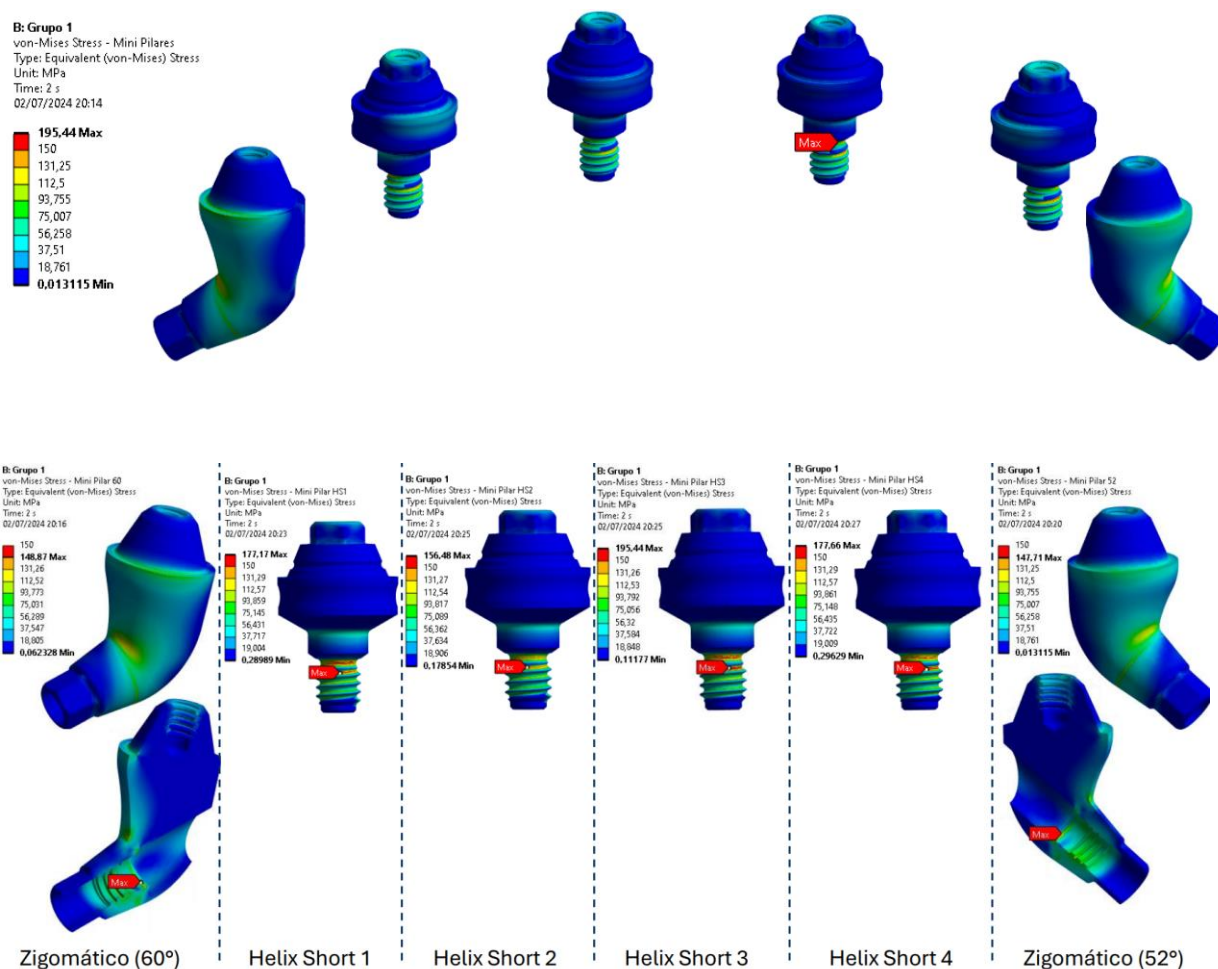 B: Grupo 1
von-Mises Stress - Mini Pilares
Type: Equivalent (von-Mises) Stress
Unit: MPa
Time: 2 s
02/07/2024 20:14
195,44 Max
150
131,25
112,5
93,755
75,007
56,258
37,51
18,761
0,013115 Min
Max
B: Grupo 1
von-Mises Stress - Mini Pilar 60
Type: Equivalent (von-Mises) Stress
Unit: MPa
Time: 2 s
02/07/2024 20:16
150
148,87 Max
131,26
112,52
93,773
75,031
56,289
37,547
18,805
0,062328 Min
Max
Zigomático (60°)
B: Grupo 1
von-Mises Stress - Mini Pilar HS1
Type: Equivalent (von-Mises) Stress
Unit: MPa
Time: 2 s
02/07/2024 20:23
177,17 Max
150
131,29
112,57
93,859
75,145
56,431
37,717
19,004
0,28989 Min
Max
Helix Short 1
B: Grupo 1
von-Mises Stress - Mini Pilar HS2
Type: Equivalent (von-Mises) Stress
Unit: MPa
Time: 2 s
02/07/2024 20:25
156,48 Max
150
131,27
112,54
93,817
75,089
56,362
37,634
18,906
0,17854 Min
Max
Helix Short 2
B: Grupo 1
von-Mises Stress - Mini Pilar HS3
Type: Equivalent (von-Mises) Stress
Unit: MPa
Time: 2 s
02/07/2024 20:25
195,44 Max
150
131,26
112,53
93,792
75,056
56,32
37,584
18,848
0,11177 Min
Max
Helix Short 3
B: Grupo 1
von-Mises Stress - Mini Pilar HS4
Type: Equivalent (von-Mises) Stress
Unit: MPa
Time: 2 s
02/07/2024 20:27
177,66 Max
150
131,29
112,57
93,861
75,148
56,435
37,722
19,009
0,29629 Min
Max
Helix Short 4
B: Grupo 1
von-Mises Stress - Mini Pilar 52
Type: Equivalent (von-Mises) Stress
Unit: MPa
Time: 2 s
02/07/2024 20:20
150
147,71 Max
131,25
112,5
93,755
75,007
56,258
37,51
18,761
0,013115 Min
Max
Zigomático (52°)